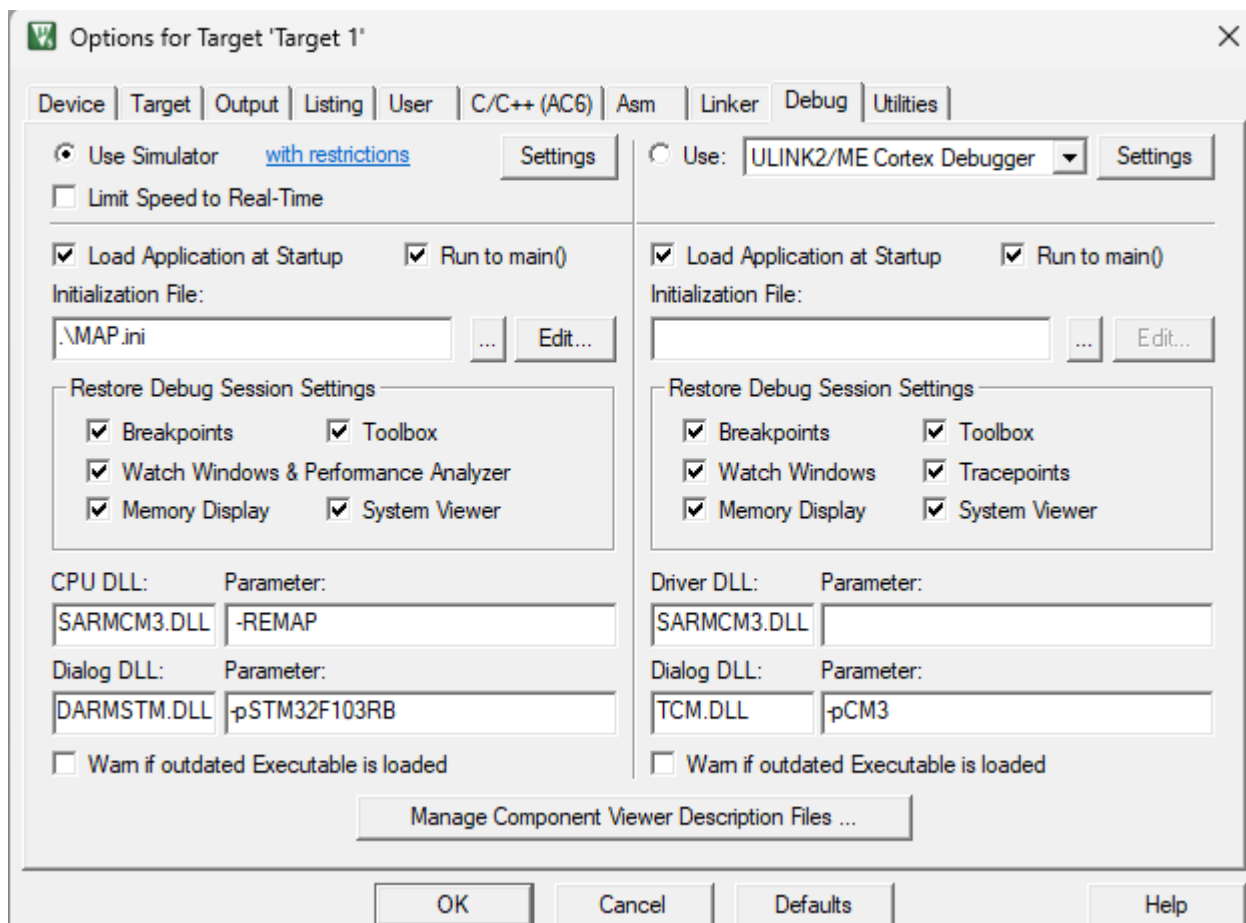 Options for Target 'Target 1'
Device Target Output Listing User C/C++ (AC6) Asm Linker Debug Utilities
Use Simulator with restrictions Settings
Limit Speed to Real-Time
Use: ULINK2/ME Cortex Debugger Settings
Load Application at Startup Run to main()
Initialization File:
.\MAP.ini ... Edit...
Restore Debug Session Settings
Breakpoints Toolbox
Watch Windows & Performance Analyzer
Memory Display System Viewer
CPU DLL: Parameter:
SARMCM3.DLL -REMAP
Dialog DLL: Parameter:
DARMSTM.DLL -pSTM32F103RB
Warn if outdated Executable is loaded
Load Application at Startup Run to main()
Initialization File:
... Edit...
Restore Debug Session Settings
Breakpoints Toolbox
Watch Windows Tracepoints
Memory Display System Viewer
Driver DLL: Parameter:
SARMCM3.DLL
Dialog DLL: Parameter:
TCM.DLL -pCM3
Warn if outdated Executable is loaded
Manage Component Viewer Description Files ...
OK Cancel Defaults Help